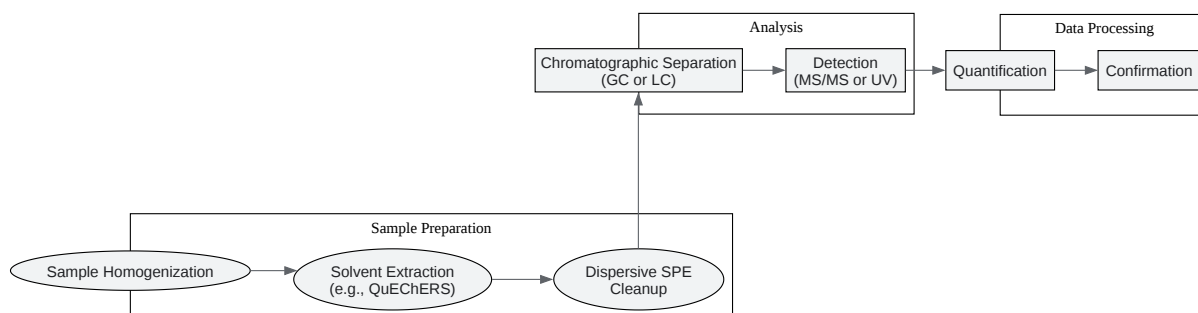 Analysis
Data Processing
Chromatographic Separation
(GC or LC)
Detection
(MS/MS or UV)
Quantification
Confirmation
Sample Preparation
Sample Homogenization
Solvent Extraction
(e.g., QuEChERS)
Dispersive SPE
Cleanup